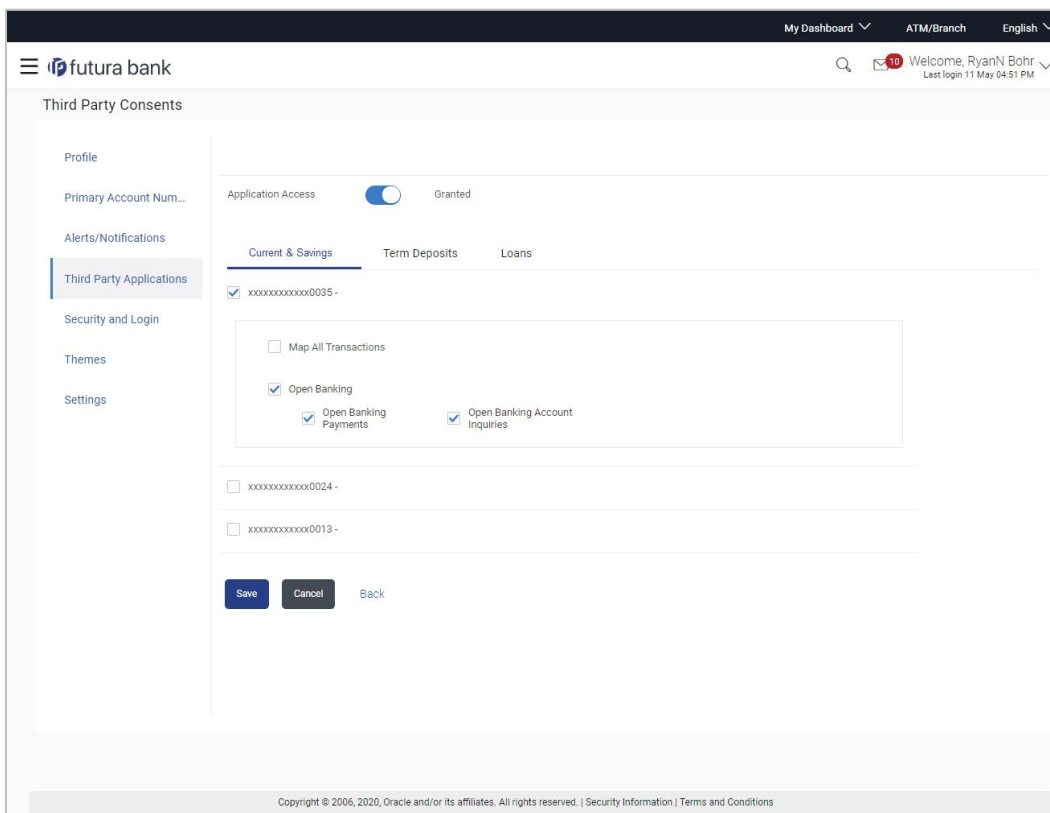 My Dashboard ATM/Branch English
futura bank 10 Welcome, RyanN Bohr
Last login 11 May 04:51 PM
Third Party Consents
Profile
Primary Account Num...
Application Access Granted
Alerts/Notifications
Current & Savings Term Deposits Loans
Third Party Applications
xxxxxxxxxxxx0035 -
Security and Login
Map All Transactions
Themes
Open Banking
Settings
Open Banking Payments
Open Banking Account Inquiries
xxxxxxxxxxxx0024 -
xxxxxxxxxxxx0013 -
Save Cancel Back
Copyright © 2006, 2020, Oracle and/or its affiliates. All rights reserved. | Security Information | Terms and Conditions